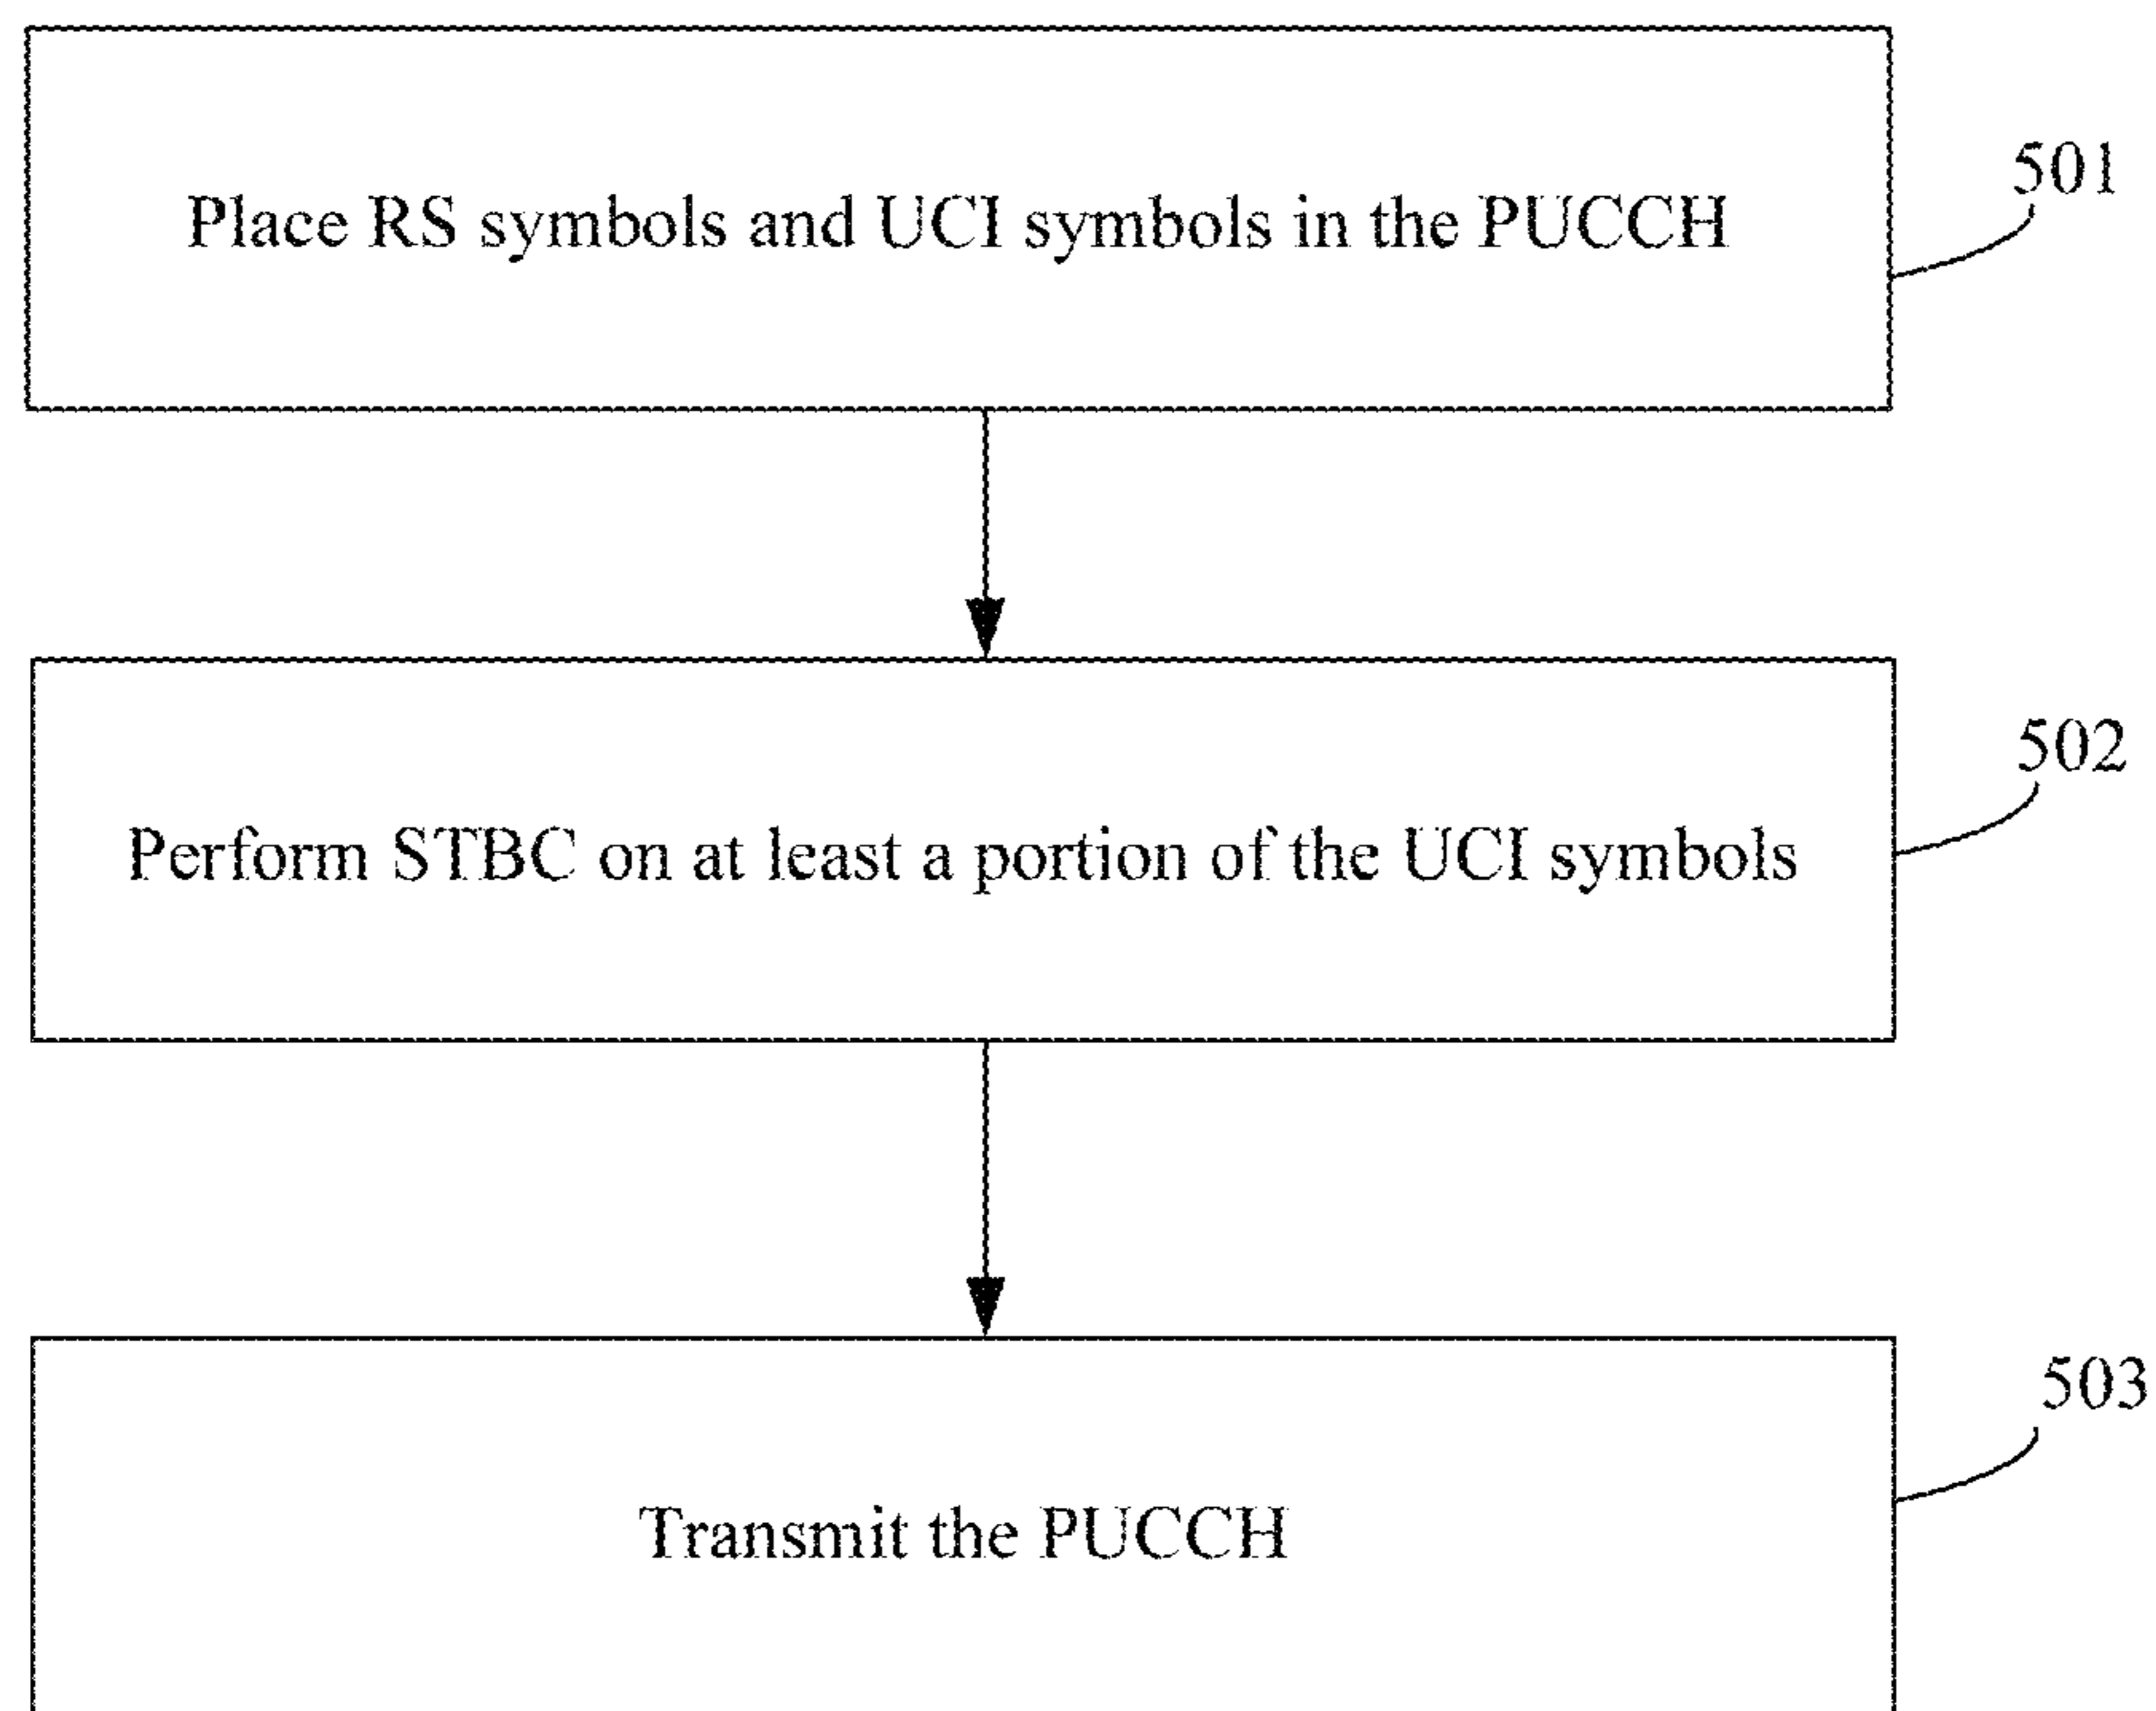 Place RS symbols and UCI symbols in the PUCCH
501
Perform STBC on at least a portion of the UCI symbols
502
Transmit the PUCCH
503